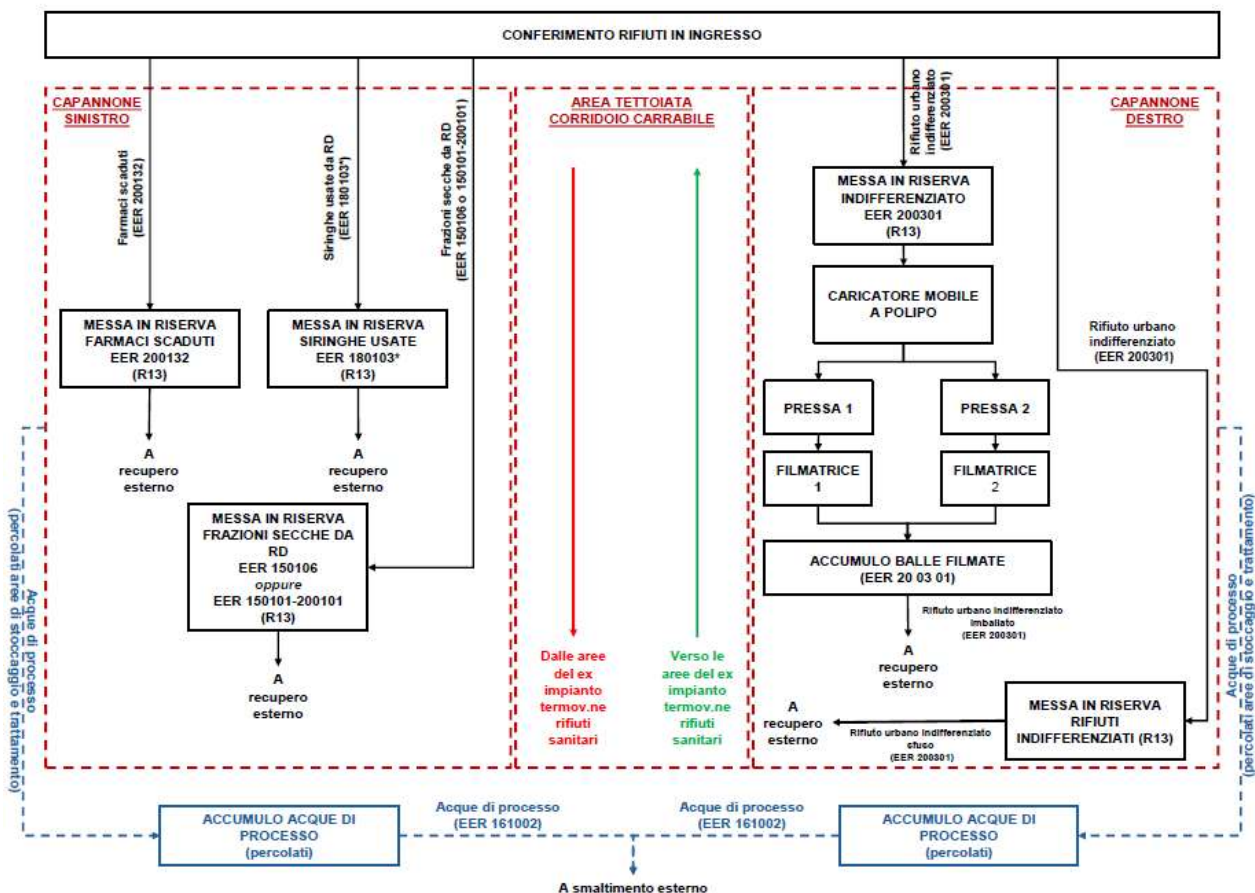 CONFERIMENTO RIFIUTI IN INGRESSO
CAPANNONE
SINISTRO
AREA TETTOIATA
CORRIDOIO CARRABILE
CAPANNONE
DESTRO
Farmaci scaduti
(EER 200132)
Siringhe usate da RD
(EER 180103*)
Frazioni secche da RD
(EER 150106 o 150101-200101)
Rifiuto urbano
indifferenziato
(EER 200301)
MESSA IN RISERVA
INDIFFERENZIATO
EER 200301
(R13)
CARICATORE MOBILE
A POLIPO
Rifiuto urbano
indifferenziato
(EER 200301)
MESSA IN RISERVA
FARMACI SCADUTI
EER 200132
(R13)
MESSA IN RISERVA
SIRINGHE USATE
EER 180103*
(R13)
PRESSA 1
PRESSA 2
A
recupero
esterno
A
recupero
esterno
FILMATRICE
1
FILMATRICE
2
MESSA IN RISERVA
FRAZIONI SECCHE DA
RD
EER 150106
oppure
EER 150101-200101
(R13)
ACCUMULO BALLE FILMATE
(EER 20 03 01)
Rifiuto urbano indifferenziato
imballato
(EER 200301)
A
recupero
esterno
A
recupero
esterno
Dalle aree
del ex
impianto
termov.ne
rifiuti
sanitari
Verso le
aree del ex
impianto
termov.ne
rifiuti
sanitari
A
recupero
esterno
Rifiuto urbano indifferenziato
sfuso
(EER 200301)
MESSA IN RISERVA
RIFIUTI
INDIFFERENZIATI (R13)
Acque di processo
(percolati aree di stoccaggio e trattamento)
Acque di processo
(percolati aree di stoccaggio e trattamento)
ACCUMULO ACQUE DI
PROCESSO
(percolati)
Acque di processo
(EER 161002)
Acque di processo
(EER 161002)
ACCUMULO ACQUE DI
PROCESSO
(percolati)
A smaltimento esterno